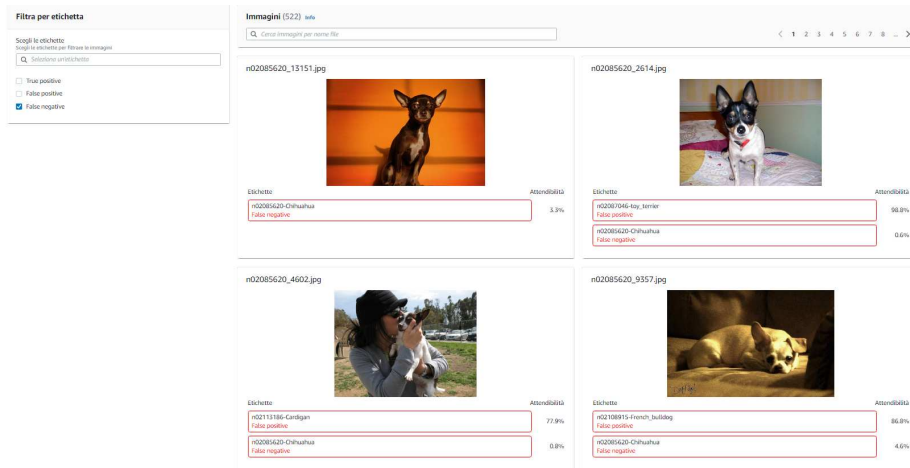 Filtra per etichetta
Scegli le etichette
Scegli le etichette per filtrare le immagini
Seleziona un'etichetta
True positive
False positive
False negative
Immagini (522) Info
Cerca immagini per nome file
< 1 2 3 4 5 6 7 8 ... >
n02085620_13151.jpg
Etichette Attendibilità
n02085620-Chihuahua
False negative
3.3%
n02085620_2614.jpg
Etichette Attendibilità
n02087046-toy_terrier
False positive
98.8%
n02085620-Chihuahua
False negative
0.6%
n02085620_4602.jpg
Etichette Attendibilità
n02113186-Cardigan
False positive
77.9%
n02085620-Chihuahua
False negative
0.8%
n02085620_9357.jpg
Etichette Attendibilità
n02108915-French_bulldog
False positive
86.8%
n02085620-Chihuahua
False negative
4.6%